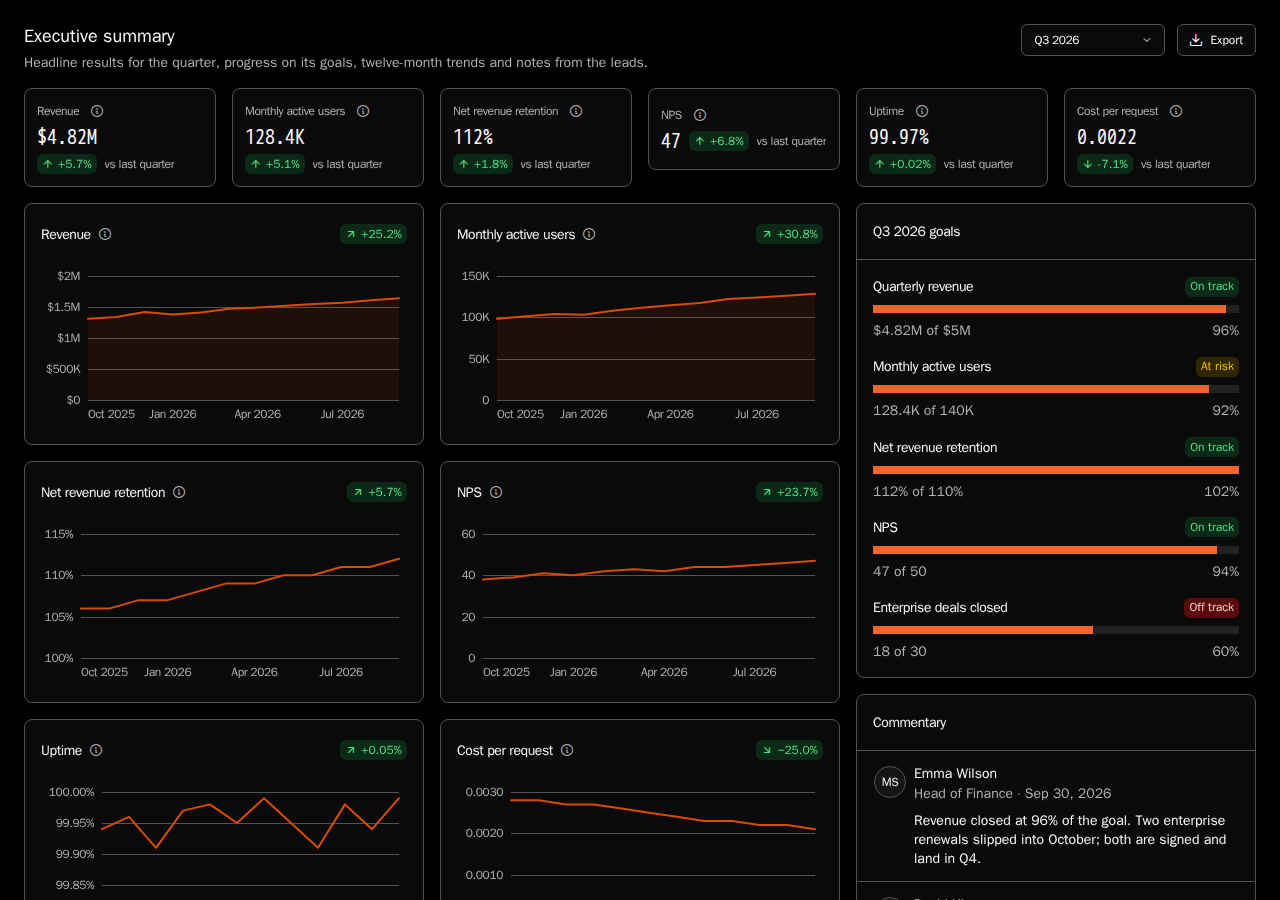 Executive summary
Headline results for the quarter, progress on its goals, twelve-month trends and notes from the leads.
Q3 2026
Export
Revenue
$4.82M
+5.7% vs last quarter
Monthly active users
128.4K
+5.1% vs last quarter
Net revenue retention
112%
+1.8% vs last quarter
NPS
47 +6.8% vs last quarter
Uptime
99.97%
+0.02% vs last quarter
Cost per request
0.0022
-7.1% vs last quarter
Revenue
+25.2%
$2M
$1.5M
$1M
$500K
$0
Oct 2025 Jan 2026 Apr 2026 Jul 2026
Monthly active users
+30.8%
150K
100K
50K
0
Oct 2025 Jan 2026 Apr 2026 Jul 2026
Net revenue retention
+5.7%
115%
110%
105%
100%
Oct 2025 Jan 2026 Apr 2026 Jul 2026
NPS
+23.7%
60
40
20
0
Oct 2025 Jan 2026 Apr 2026 Jul 2026
Uptime
+0.05%
100.00%
99.95%
99.90%
99.85%
Cost per request
−25.0%
0.0030
0.0020
0.0010
Q3 2026 goals
Quarterly revenue
On track
$4.82M of $5M
96%
Monthly active users
At risk
128.4K of 140K
92%
Net revenue retention
On track
112% of 110%
102%
NPS
On track
47 of 50
94%
Enterprise deals closed
Off track
18 of 30
60%
Commentary
MS
Emma Wilson
Head of Finance · Sep 30, 2026
Revenue closed at 96% of the goal. Two enterprise
renewals slipped into October; both are signed and
land in Q4.